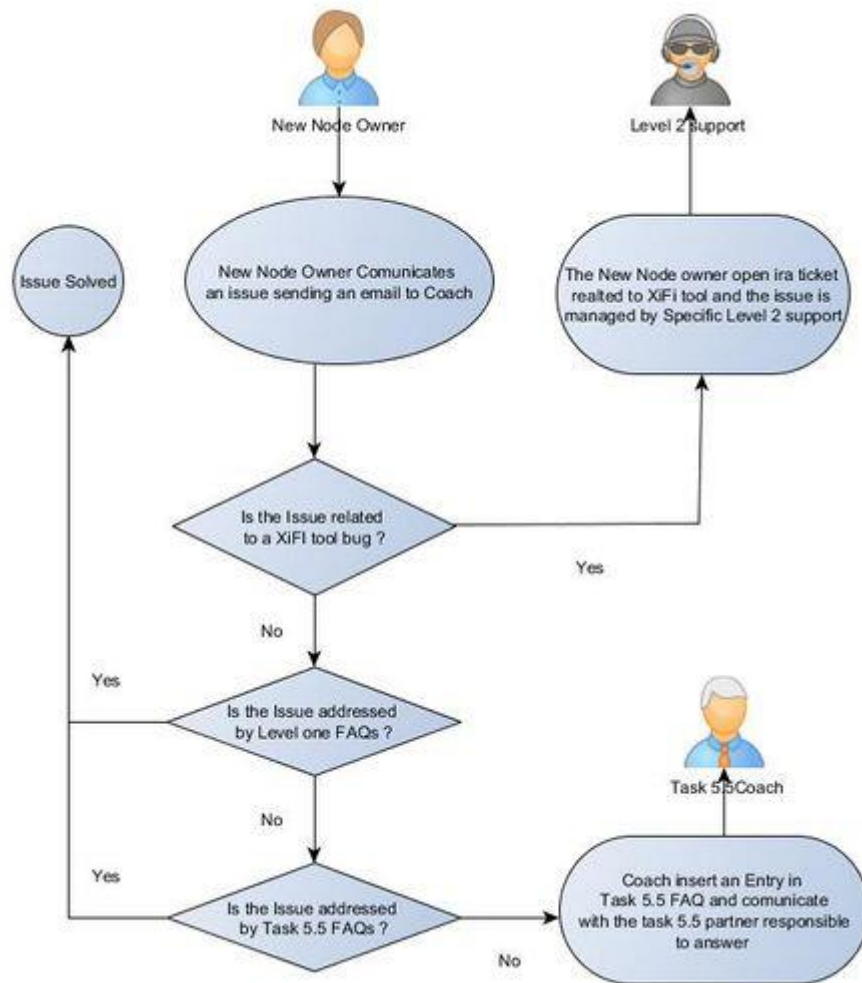 New Node Owner
Level 2 support
Issue Solved
New Node Owner Comunicates
an issue sending an email to Coach
The New Node owner open ira ticket
realted to XiFi tool and the issue is
managed by Specific Level 2 support
Is the Issue related
to a XiFI tool bug ?
Yes
No
Yes
Is the Issue addressed
by Level one FAQs ?
Task 5.5Coach
No
Yes
Is the Issue addressed
by Task 5.5 FAQs ?
No
Coach insert an Entry in
Task 5.5 FAQ and comunicate
with the task 5.5 partner responsible
to answer